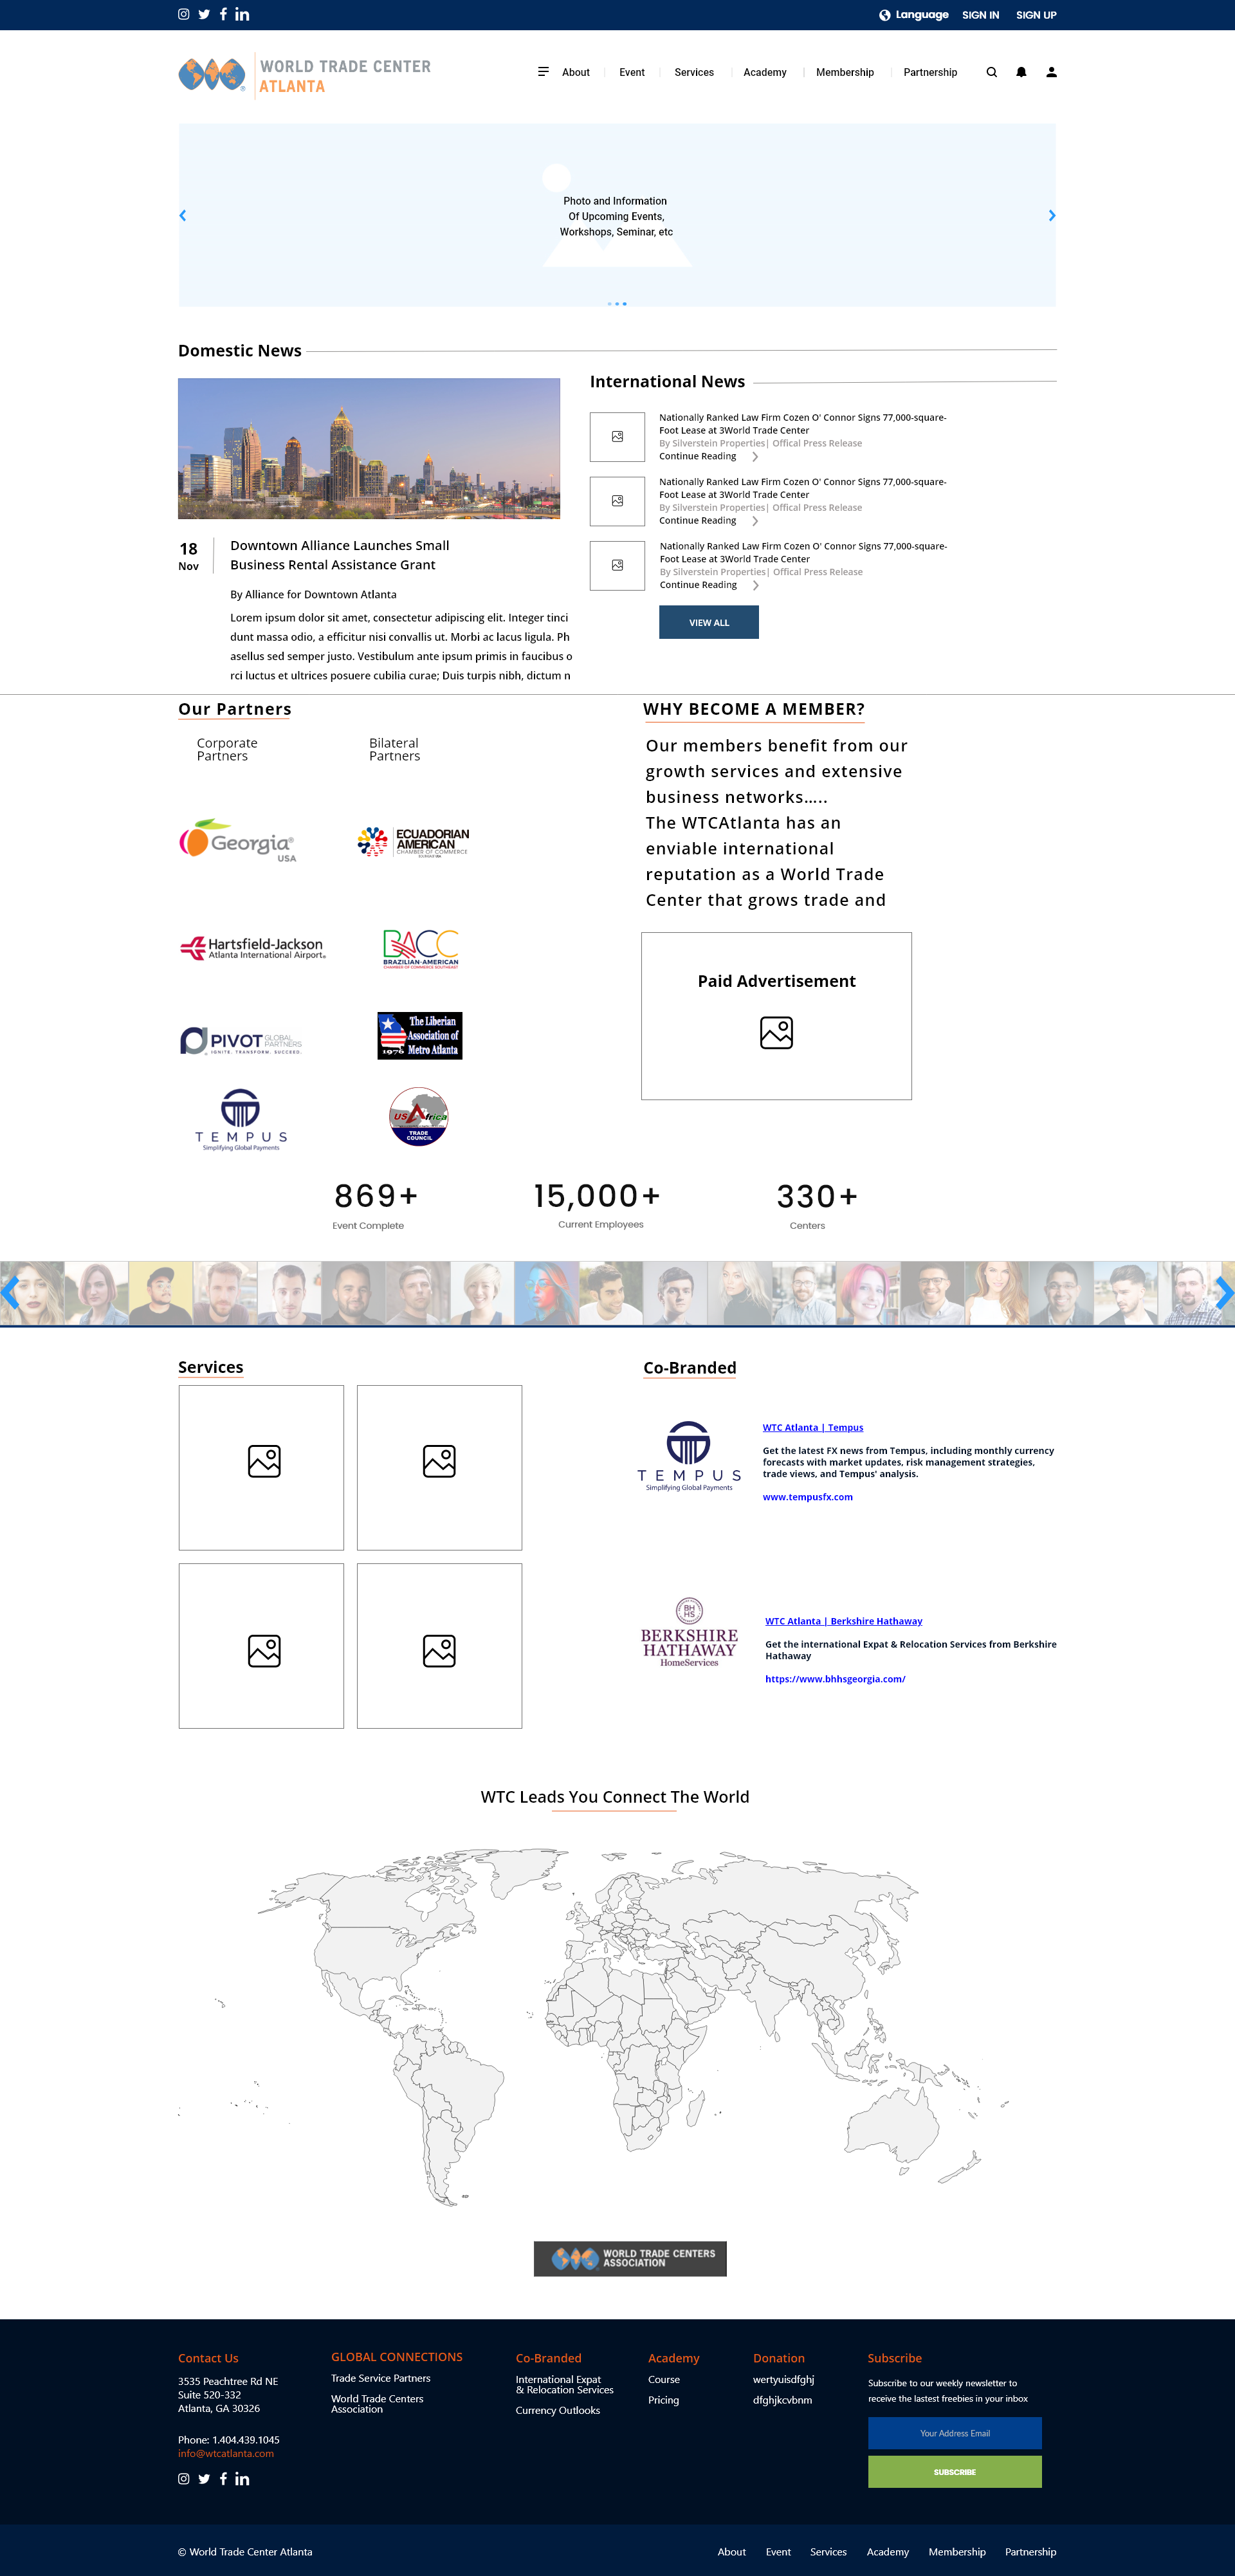 Language SIGN IN SIGN UP
WORLD TRADE CENTER
ATLANTA
About Event Services Academy Membership Partnership
Photo and Information
Of Upcoming Events,
Workshops, Seminar, etc
Domestic News
18
Nov
Downtown Alliance Launches Small
Business Rental Assistance Grant
By Alliance for Downtown Atlanta
Lorem ipsum dolor sit amet, consectetur adipiscing elit. Integer tinci
dunt massa odio, a efficitur nisi convallis ut. Morbi ac lacus ligula. Ph
asellus sed semper justo. Vestibulum ante ipsum primis in faucibus o
rci luctus et ultrices posuere cubilia curae; Duis turpis nibh, dictum n
International News
Nationally Ranked Law Firm Cozen O' Connor Signs 77,000-square-
Foot Lease at 3World Trade Center
By Silverstein Properties| Offical Press Release
Continue Reading
Nationally Ranked Law Firm Cozen O' Connor Signs 77,000-square-
Foot Lease at 3World Trade Center
By Silverstein Properties| Offical Press Release
Continue Reading
Nationally Ranked Law Firm Cozen O' Connor Signs 77,000-square-
Foot Lease at 3World Trade Center
By Silverstein Properties| Offical Press Release
Continue Reading
VIEW ALL
Our Partners
Corporate
Partners
Bilateral
Partners
Georgia®
USA
ECUADORIAN
AMERICAN
CHAMBER OF COMMERCE
Hartsfield-Jackson
Atlanta International Airport
BACC
BRAZILIAN-AMERICAN
CHAMBER OF COMMERCE SOUTHEAST
PIVOT GLOBAL
PARTNERS
IGNITE. TRANSFORM. SUCCEED.
The Liberian
Association of
Metro Atlanta
1976
TEMPUS
Simplifying Global Payments
USAfrica
TRADE
COUNCIL
WHY BECOME A MEMBER?
Our members benefit from our
growth services and extensive
business networks…..
The WTCAtlanta has an
enviable international
reputation as a World Trade
Center that grows trade and
Paid Advertisement
869+
Event Complete
15,000+
Current Employees
330+
Centers
Services
Co-Branded
TEMPUS
Simplifying Global Payments
WTC Atlanta | Tempus
Get the latest FX news from Tempus, including monthly currency
forecasts with market updates, risk management strategies,
trade views, and Tempus' analysis.
www.tempusfx.com
BH
HS
BERKSHIRE
HATHAWAY
HomeServices
WTC Atlanta | Berkshire Hathaway
Get the international Expat & Relocation Services from Berkshire
Hathaway
https://www.bhhsgeorgia.com/
WTC Leads You Connect The World
WORLD TRADE CENTERS
ASSOCIATION
Contact Us
3535 Peachtree Rd NE
Suite 520-332
Atlanta, GA 30326
Phone: 1.404.439.1045
info@wtcatlanta.com
GLOBAL CONNECTIONS
Trade Service Partners
World Trade Centers
Association
Co-Branded
International Expat
& Relocation Services
Currency Outlooks
Academy
Course
Pricing
Donation
wertyuisdfghj
dfghjkcvbnm
Subscribe
Subscribe to our weekly newsletter to
receive the lastest freebies in your inbox
Your Address Email
SUBSCRIBE
© World Trade Center Atlanta
About Event Services Academy Membership Partnership